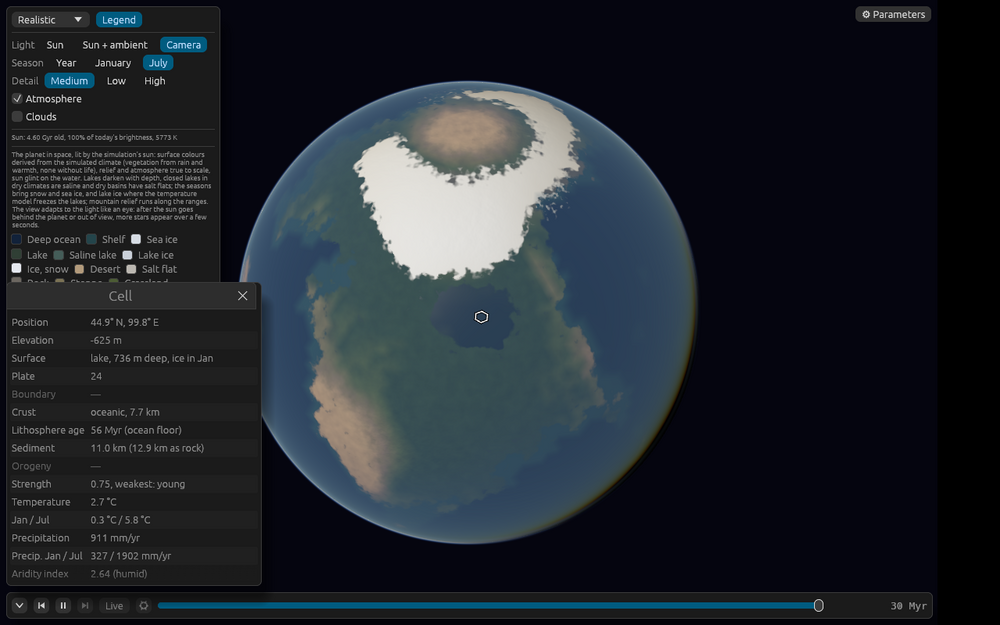 Realistic Legend
⚙ Parameters
Light Sun Sun + ambient Camera
Season Year January July
Detail Medium Low High
Atmosphere
Clouds
Sun: 4.60 Gyr old, 100% of today's brightness, 5773 K
The planet in space, lit by the simulation's sun: surface colours
derived from the simulated climate (vegetation from rain and
warmth, none without life), relief and atmosphere true to scale,
sun glint on the water. Lakes darken with depth, closed lakes in
dry climates are saline and dry basins have salt flats; the seasons
bring snow and sea ice, and lake ice where the temperature
model freezes the lakes; mountain relief runs along the ranges.
The view adapts to the light like an eye: after the sun goes
behind the planet or out of view, more stars appear over a few
seconds.
Deep ocean Shelf Sea ice
Lake Saline lake Lake ice
Ice, snow Desert Salt flat
Cell
Position 44.9° N, 99.8° E
Elevation -625 m
Surface lake, 736 m deep, ice in Jan
Plate 24
Boundary —
Crust oceanic, 7.7 km
Lithosphere age 56 Myr (ocean floor)
Sediment 11.0 km (12.9 km as rock)
Orogeny —
Strength 0.75, weakest: young
Temperature 2.7 °C
Jan / Jul 0.3 °C / 5.8 °C
Precipitation 911 mm/yr
Precip. Jan / Jul 327 / 1902 mm/yr
Aridity index 2.64 (humid)
Live
30 Myr